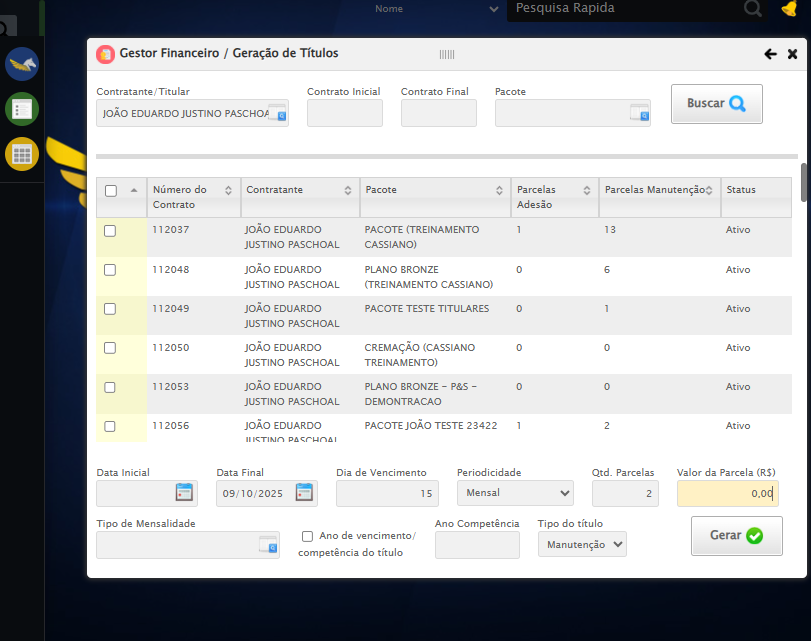 Nome
Pesquisa Rapida
Gestor Financeiro / Geração de Títulos
Contratante/Titular
Contrato Inicial
Contrato Final
Pacote
JOÃO EDUARDO JUSTINO PASCHOA
Buscar
Número do Contrato
Contratante
Pacote
Parcelas Adesão
Parcelas Manutenção
Status
112037
JOÃO EDUARDO JUSTINO PASCHOAL
PACOTE (TREINAMENTO CASSIANO)
1
13
Ativo
112048
JOÃO EDUARDO JUSTINO PASCHOAL
PLANO BRONZE (TREINAMENTO CASSIANO)
0
6
Ativo
112049
JOÃO EDUARDO JUSTINO PASCHOAL
PACOTE TESTE TITULARES
0
1
Ativo
112050
JOÃO EDUARDO JUSTINO PASCHOAL
CREMAÇÃO (CASSIANO TREINAMENTO)
0
0
Ativo
112053
JOÃO EDUARDO JUSTINO PASCHOAL
PLANO BRONZE - P&S - DEMONTRACAO
0
0
Ativo
112056
JOÃO EDUARDO JUSTINO PASCHOAL
PACOTE JOÃO TESTE 23422
1
2
Ativo
Data Inicial
Data Final
Dia de Vencimento
Periodicidade
Qtd. Parcelas
Valor da Parcela (R$)
09/10/2025
15
Mensal
2
0,00
Tipo de Mensalidade
Ano de vencimento/
competência do título
Ano Competência
Tipo do título
Manutenção
Gerar